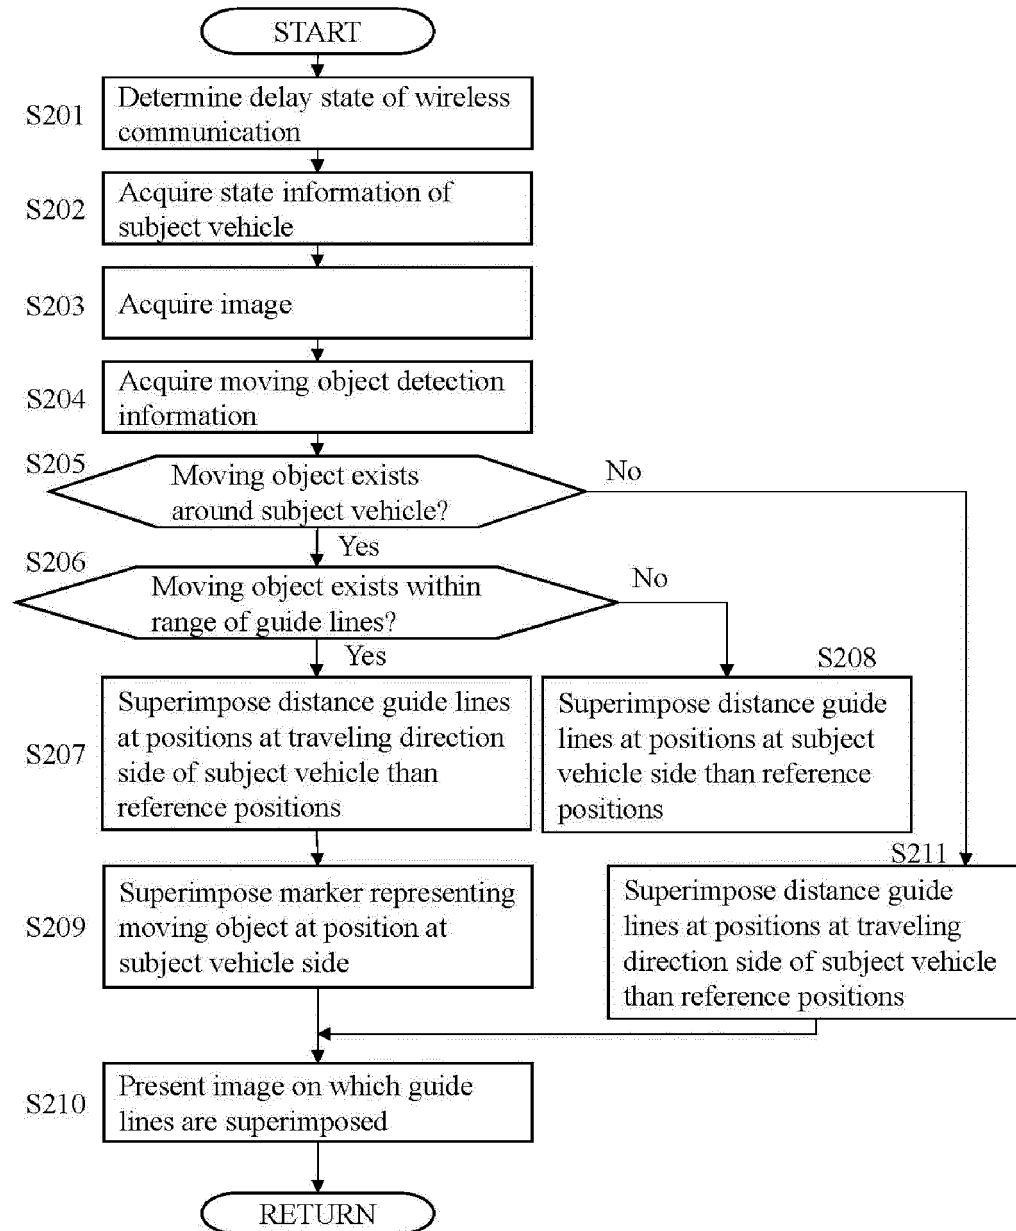 START
S201
Determine delay state of wireless
communication
S202
Acquire state information of
subject vehicle
S203
Acquire image
S204
Acquire moving object detection
information
S205
Moving object exists
around subject vehicle?
No
Yes
S206
Moving object exists within
range of guide lines?
No
Yes
S207
Superimpose distance guide lines
at positions at traveling direction
side of subject vehicle than
reference positions
S208
Superimpose distance guide
lines at positions at subject
vehicle side than reference
positions
S209
Superimpose marker representing
moving object at position at
subject vehicle side
S211
Superimpose distance guide
lines at positions at traveling
direction side of subject vehicle
than reference positions
S210
Present image on which guide
lines are superimposed
RETURN